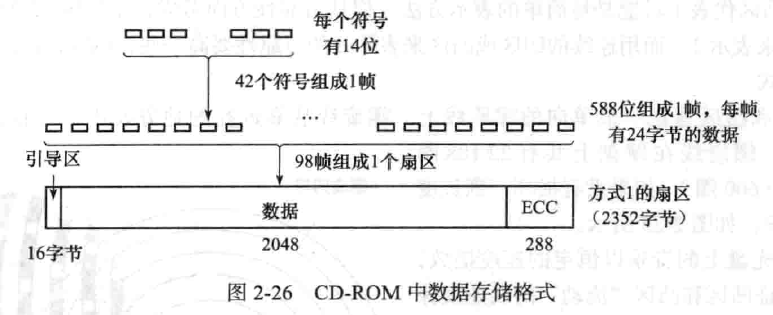 每个符号
有14位
42个符号组成1帧
…
588位组成1帧，每帧
有24字节的数据
引导区
98帧组成1个扇区
数据
ECC
方式1的扇区
（2352字节）
16字节
2048
288
图 2-26 CD-ROM 中数据存储格式